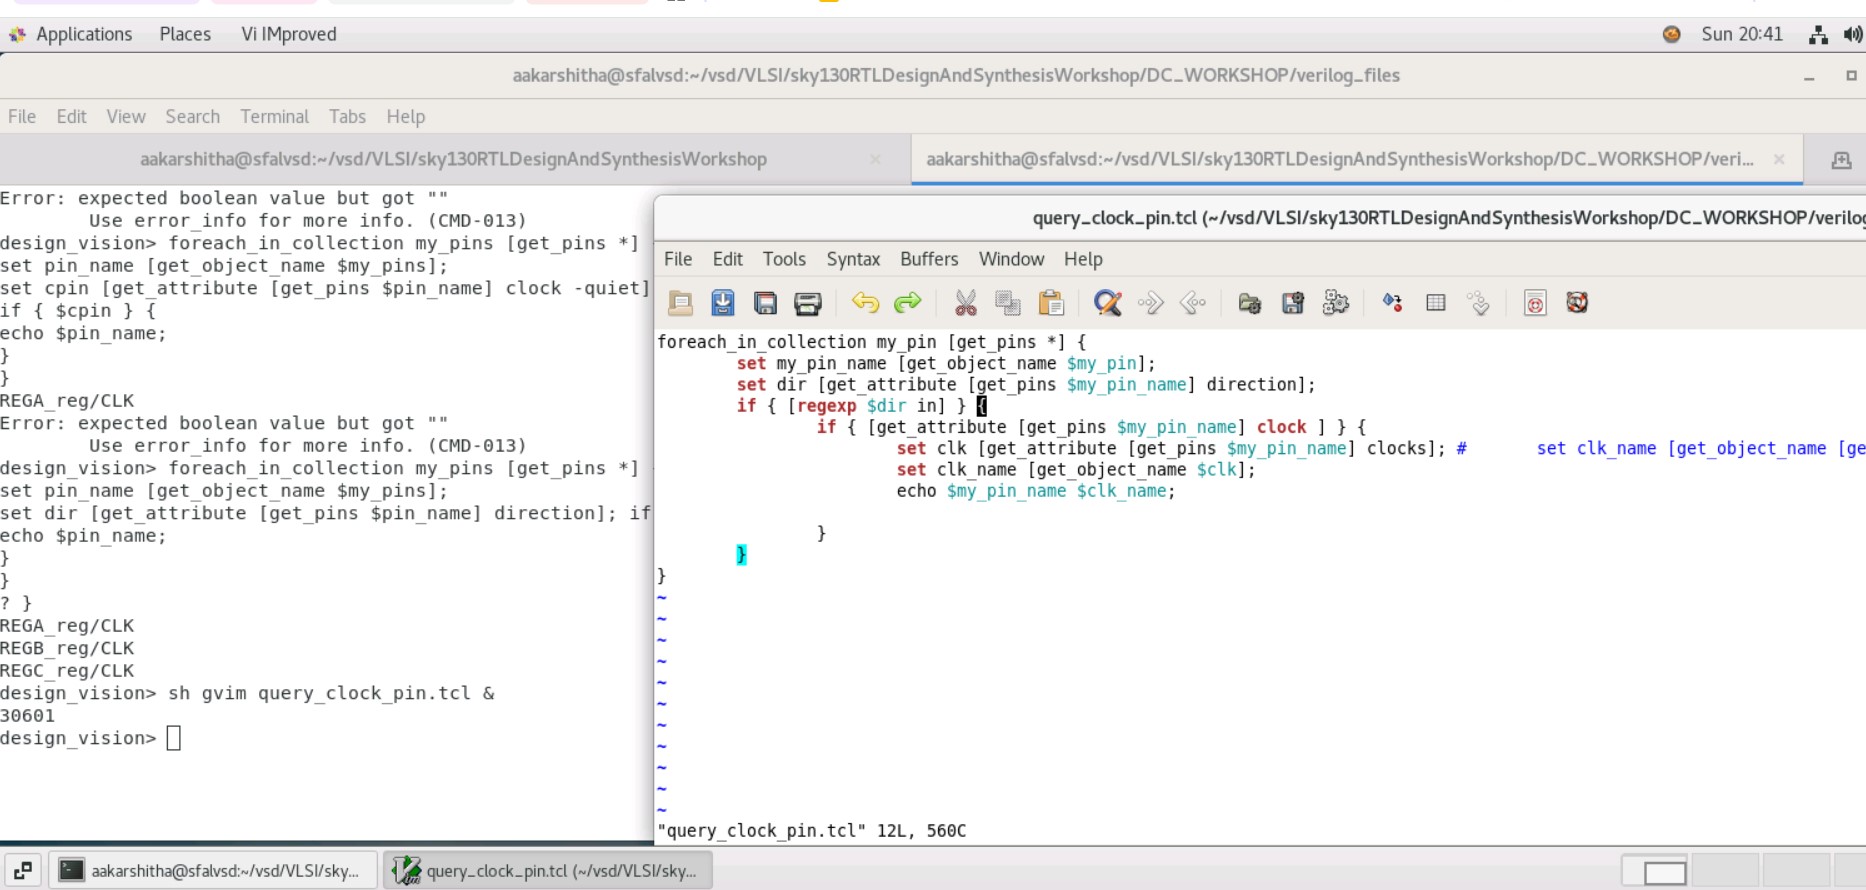 Applications Places Vi IMproved Sun 20:41
aakarshitha@sfalvsd:~/vsd/VLSI/sky130RTLDesignAndSynthesisWorkshop/DC_WORKSHOP/verilog_files
File Edit View Search Terminal Tabs Help
aakarshitha@sfalvsd:~/vsd/VLSI/sky130RTLDesignAndSynthesisWorkshop
aakarshitha@sfalvsd:~/vsd/VLSI/sky130RTLDesignAndSynthesisWorkshop/DC_WORKSHOP/veri...
Error: expected boolean value but got ""
Use error_info for more info. (CMD-013)
design_vision> foreach_in_collection my_pins [get_pins *]
set pin_name [get_object_name $my_pins];
set cpin [get_attribute [get_pins $pin_name] clock -quiet]
if { $cpin } {
echo $pin_name;
}
}
REGA_reg/CLK
Error: expected boolean value but got ""
Use error_info for more info. (CMD-013)
design_vision> foreach_in_collection my_pins [get_pins *]
set pin_name [get_object_name $my_pins];
set dir [get_attribute [get_pins $pin_name] direction]; if
echo $pin_name;
}
}
? }
REGA_reg/CLK
REGB_reg/CLK
REGC_reg/CLK
design_vision> sh gvim query_clock_pin.tcl &
30601
design_vision>
query_clock_pin.tcl (~/vsd/VLSI/sky130RTLDesignAndSynthesisWorkshop/DC_WORKSHOP/verilog
File Edit Tools Syntax Buffers Window Help
foreach_in_collection my_pin [get_pins *] {
set my_pin_name [get_object_name $my_pin];
set dir [get_attribute [get_pins $my_pin_name] direction];
if { [regexp $dir in] } {
if { [get_attribute [get_pins $my_pin_name] clock ] } {
set clk [get_attribute [get_pins $my_pin_name] clocks]; # set clk_name [get_object_name [ge
set clk_name [get_object_name $clk];
echo $my_pin_name $clk_name;
}
}
}
~
~
~
~
~
~
~
~
~
~
~
"query_clock_pin.tcl" 12L, 560C
aakarshitha@sfalvsd:~/vsd/VLSI/sky...
query_clock_pin.tcl (~/vsd/VLSI/sky...